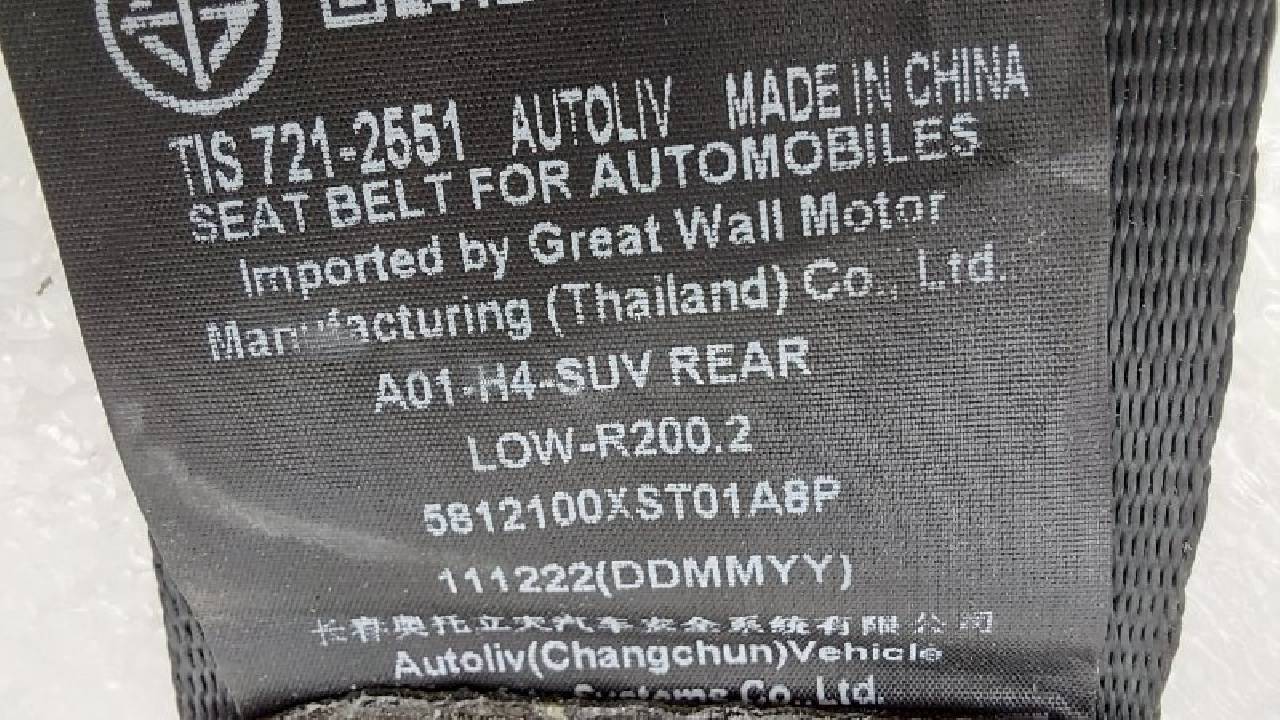 TIS 721-2551 AUTOLIV MADE IN CHINA
SEAT BELT FOR AUTOMOBILES
Imported by Great Wall Motor
Manufacturing (Thailand) Co., Ltd.
A01-H4-SUV REAR
LOW-R200.2
5812100XST01A8P
111222(DDMMYY)
长春奥托立夫汽车安全系统有限公司
Autoliv(Changchun)Vehicle
Systems Co.,Ltd.